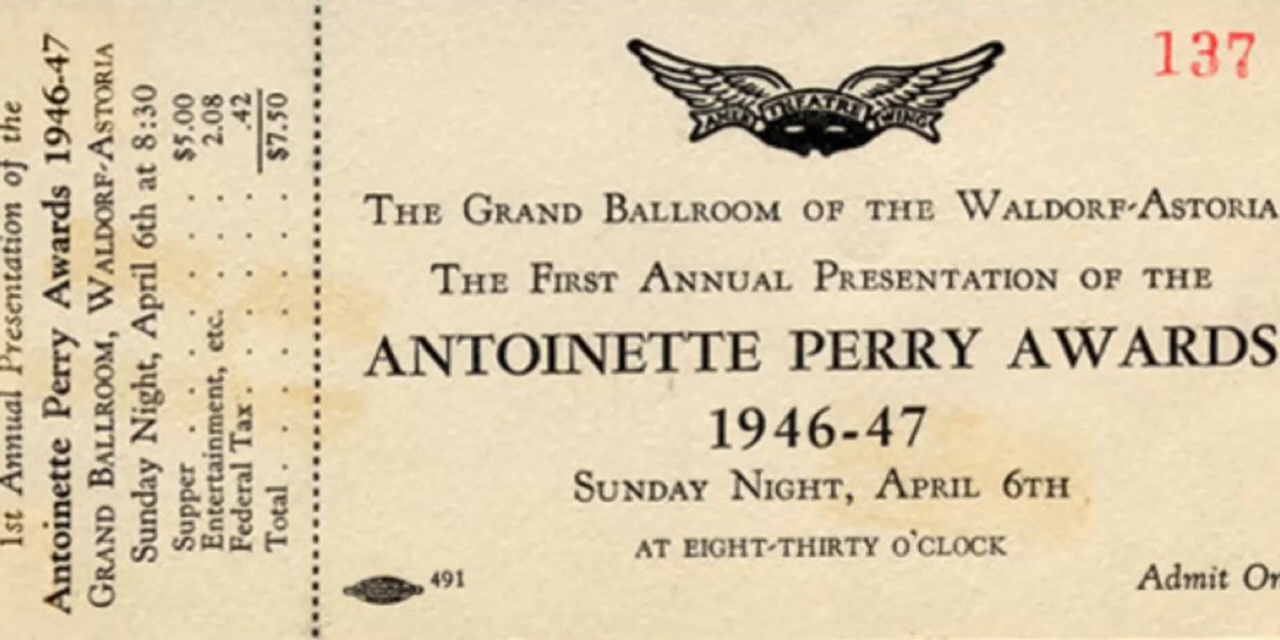 1st Annual Presentation of the
Antoinette Perry Awards 1946-47
GRAND BALLROOM, WALDORF-ASTORIA
Sunday Night, April 6th at 8:30
Supper . . . . . . . $5.00
Entertainment, etc. . . . . 2.08
Federal Tax . . . . . . .42
Total . . . . . . . $7.50
137
AMER THEATRE WING
THE GRAND BALLROOM OF THE WALDORF-ASTORIA
THE FIRST ANNUAL PRESENTATION OF THE
ANTOINETTE PERRY AWARDS
1946-47
SUNDAY NIGHT, APRIL 6TH
AT EIGHT-THIRTY O'CLOCK
491
Admit On